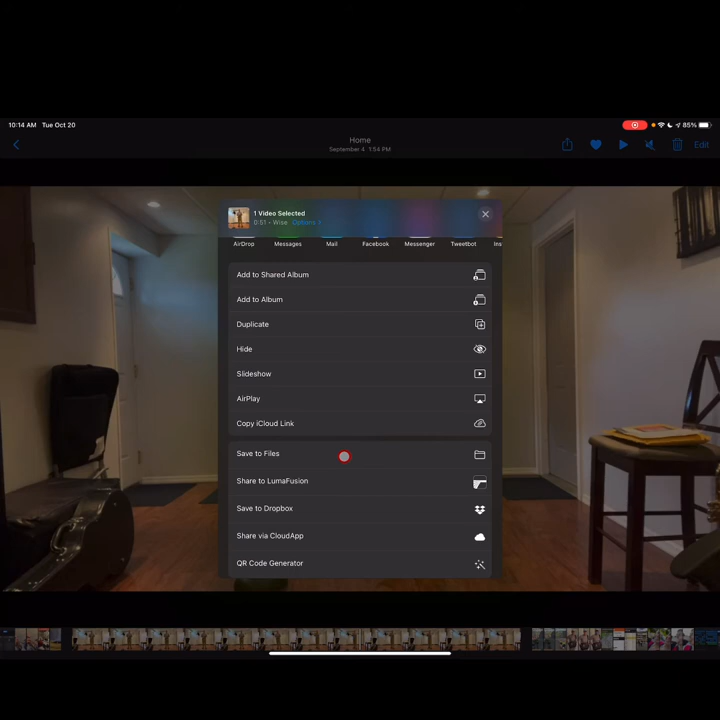 10:14 AM Tue Oct 20
85%
Home
September 4 1:54 PM
Edit
1 Video Selected
0:51 • Wise Options >
AirDrop Messages Mail Facebook Messenger Tweetbot Ins
Add to Shared Album
Add to Album
Duplicate
Hide
Slideshow
AirPlay
Copy iCloud Link
Save to Files
Share to LumaFusion
Save to Dropbox
Share via CloudApp
QR Code Generator